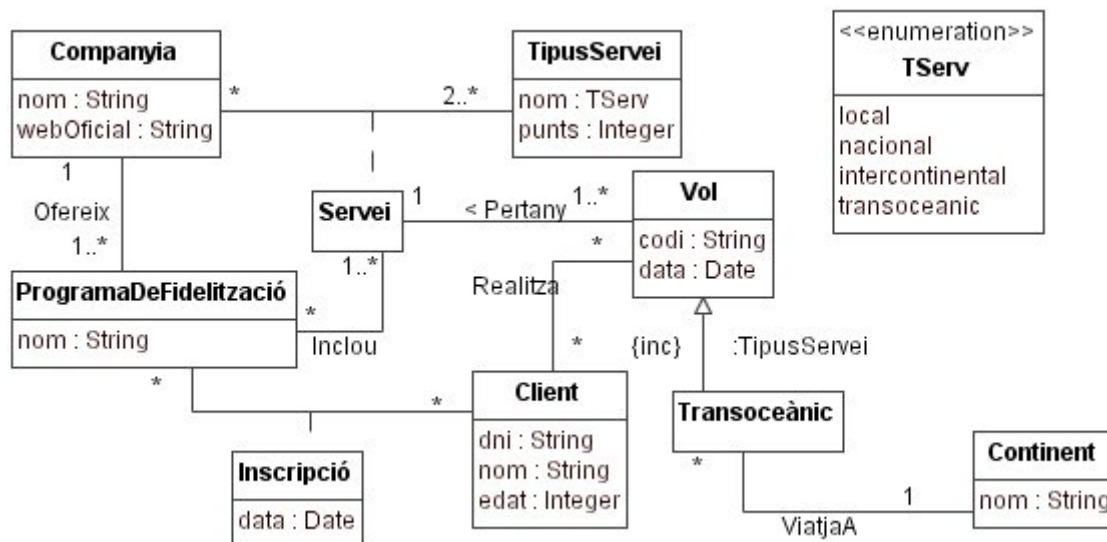 Companyia
nom : String
webOficial : String
*
2..*
TipusServei
nom : TServ
punts : Integer
<<enumeration>>
TServ
local
nacional
intercontinental
transoceanic
1
Ofereix
1..*
Servei
1
< Pertany
1..*
Vol
codi : String
data : Date
1..*
*
Realitza
ProgramaDeFidelització
nom : String
*
Inclou
*
{inc}
:TipusServei
*
*
Client
dni : String
nom : String
edat : Integer
Transoceànic
*
1
ViatjaA
Continent
nom : String
Inscripció
data : Date